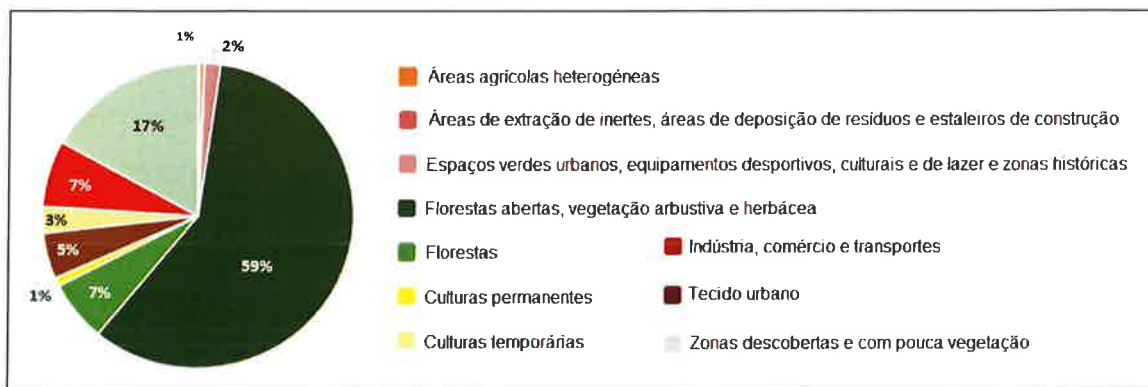 1%
2%
17%
7%
3%
5%
1%
7%
59%
Áreas agrícolas heterogéneas
Áreas de extração de inertes, áreas de deposição de resíduos e estaleiros de construção
Espaços verdes urbanos, equipamentos desportivos, culturais e de lazer e zonas históricas
Florestas abertas, vegetação arbustiva e herbácea
Florestas
Indústria, comércio e transportes
Culturas permanentes
Tecido urbano
Culturas temporárias
Zonas descobertas e com pouca vegetação